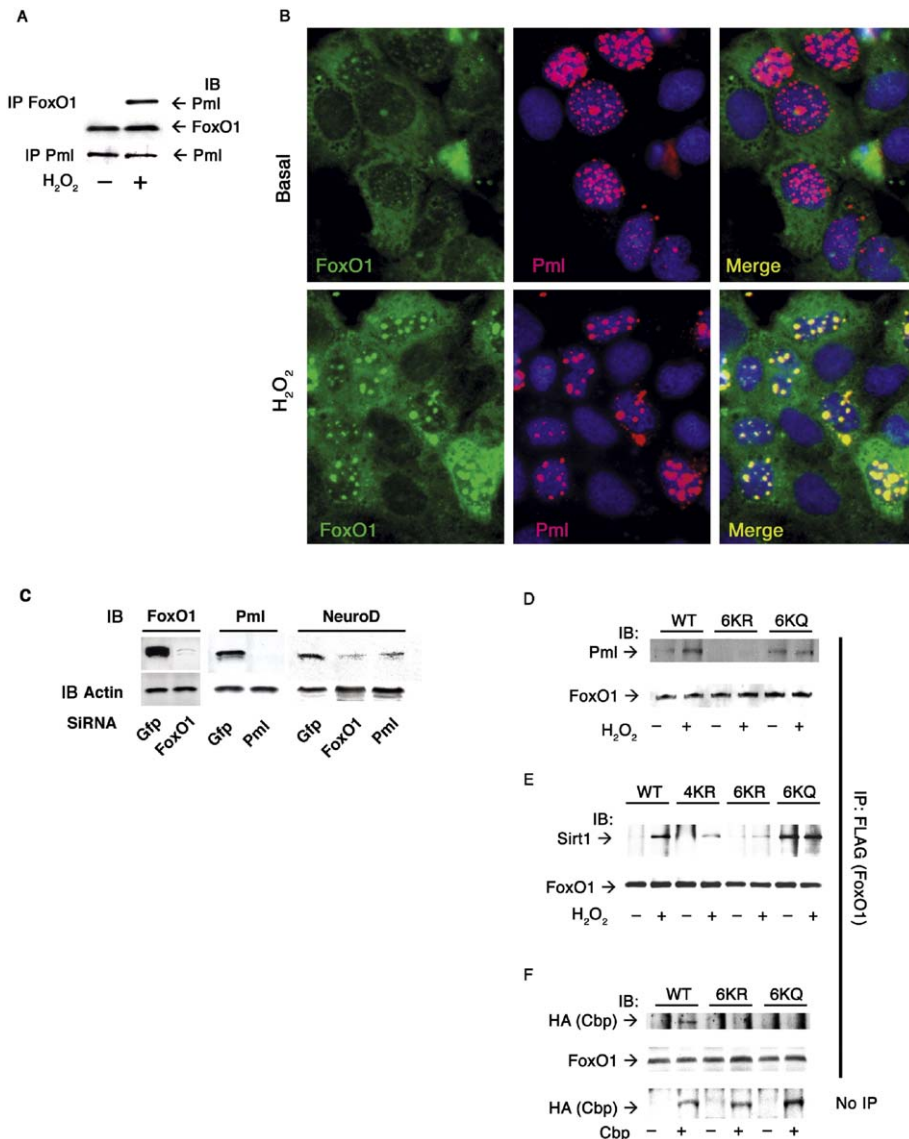 A
IB
IP FoxO1
← Pml
← FoxO1
IP Pml
← Pml
H₂O₂ − +
B
Basal
FoxO1
Pml
Merge
H₂O₂
FoxO1
Pml
Merge
C
IB FoxO1 Pml NeuroD
IB Actin
SiRNA
Gfp FoxO1 Gfp Pml Gfp FoxO1 Pml
D
WT 6KR 6KQ
IB:
Pml →
FoxO1 →
H₂O₂ − + − + − +
E
WT 4KR 6KR 6KQ
IB:
Sirt1 →
FoxO1 →
H₂O₂ − + − + − + − +
F
WT 6KR 6KQ
IB:
HA (Cbp) →
FoxO1 →
HA (Cbp) →
No IP
Cbp − + − + − +
IP: FLAG (FoxO1)